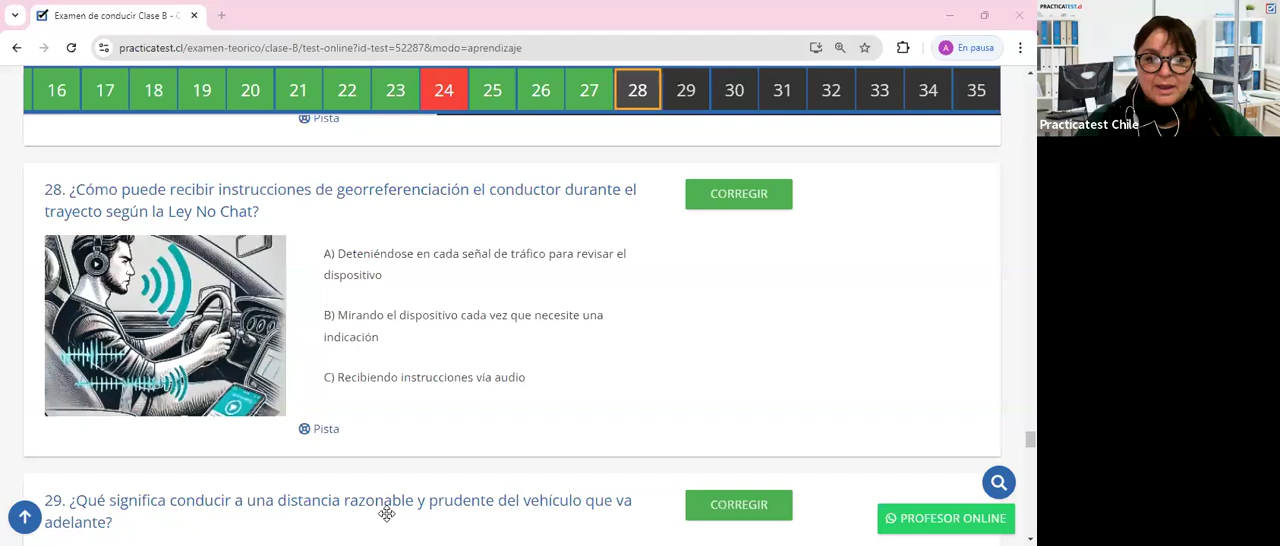 Examen de conducir Clase B - C
practicatest.cl/examen-teorico/clase-B/test-online?id-test=52287&modo=aprendizaje
A
En pausa
PRACTICATEST.cl
16 17 18 19 20 21 22 23 24 25 26 27 28 29 30 31 32 33 34 35
Practicatest Chile
Pista
28. ¿Cómo puede recibir instrucciones de georreferenciación el conductor durante el
trayecto según la Ley No Chat?
CORREGIR
A) Deteniéndose en cada señal de tráfico para revisar el
dispositivo
B) Mirando el dispositivo cada vez que necesite una
indicación
C) Recibiendo instrucciones vía audio
Pista
29. ¿Qué significa conducir a una distancia razonable y prudente del vehículo que va
adelante?
CORREGIR
PROFESOR ONLINE